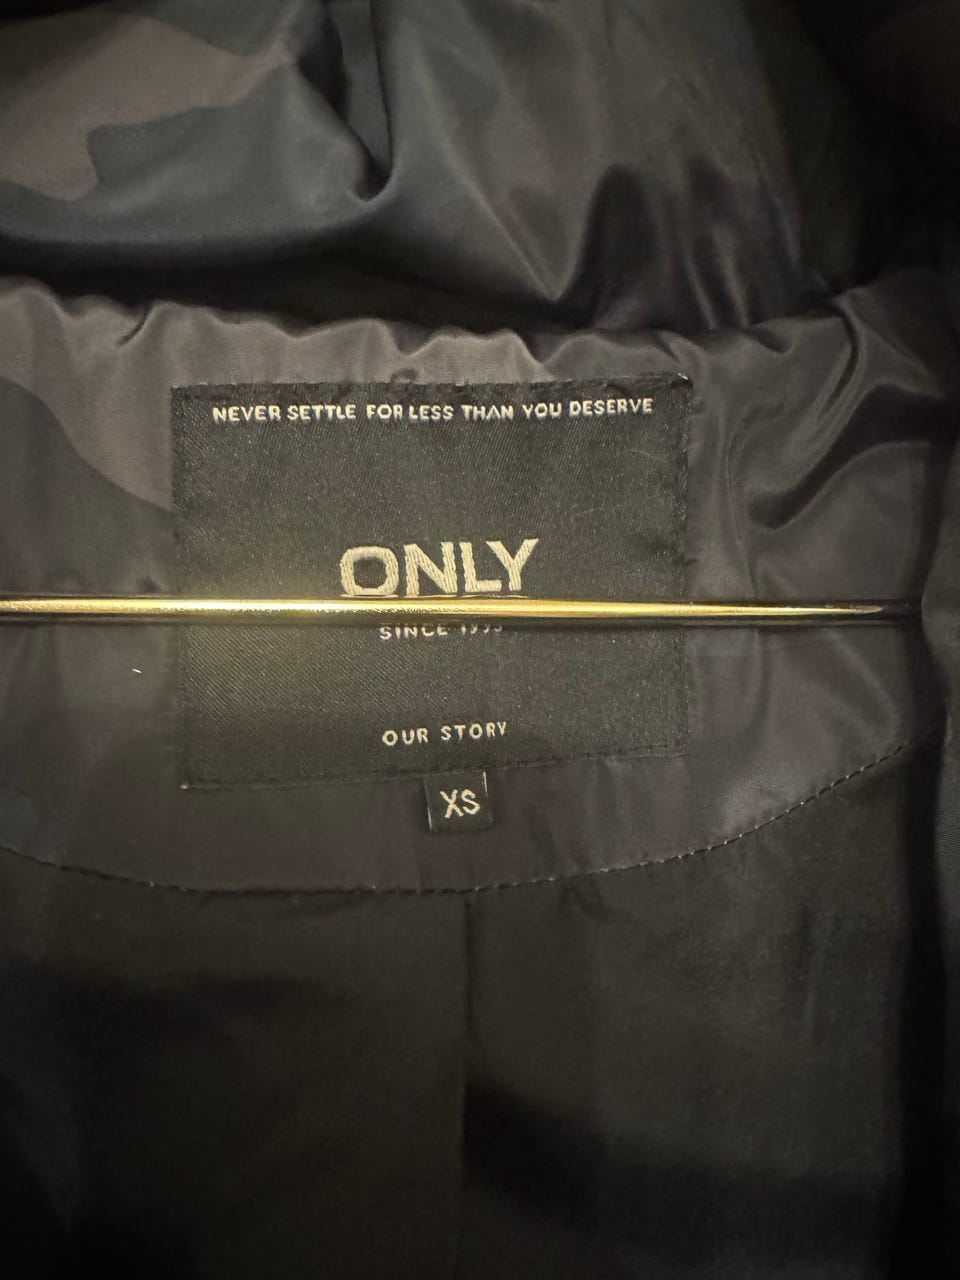 NEVER SETTLE FOR LESS THAN YOU DESERVE
ONLY
SINCE
OUR STORY
XS